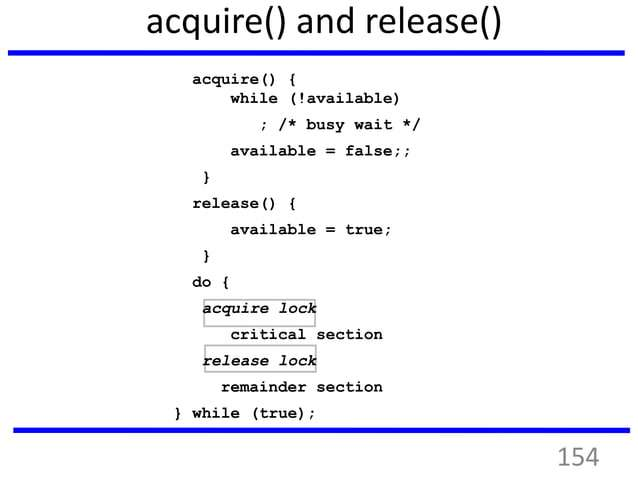 acquire() and release()
acquire() {
while (!available)
; /* busy wait */
available = false;;
}
release() {
available = true;
}
do {
acquire lock
critical section
release lock
remainder section
} while (true);
154